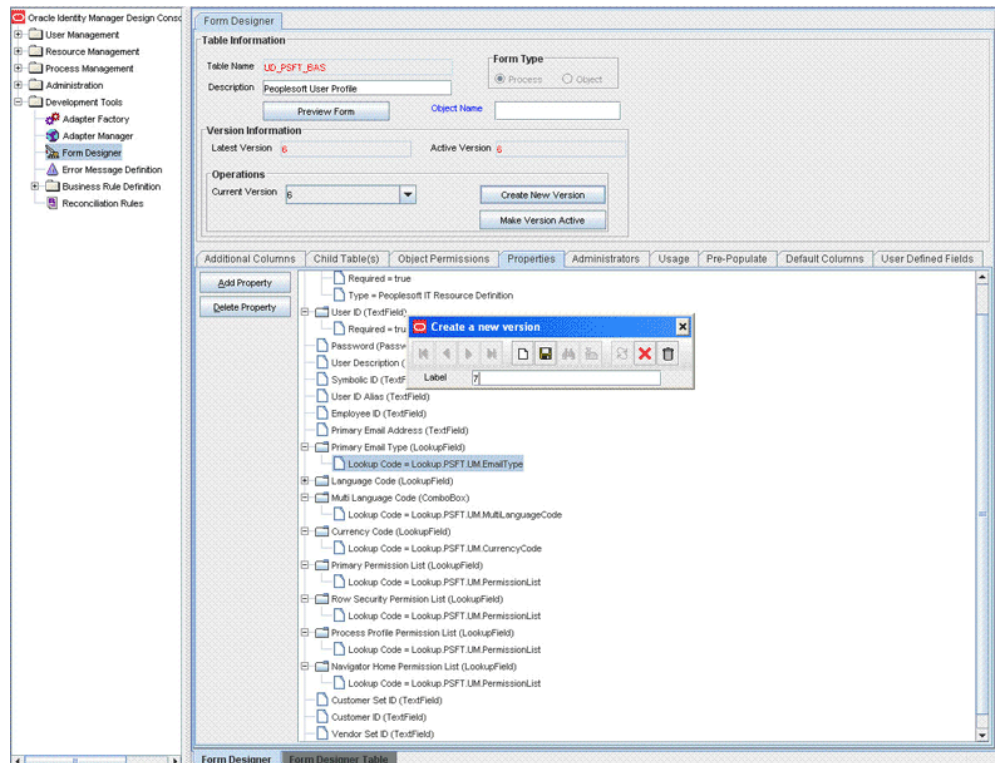 Oracle Identity Manager Design Consc
User Management
Resource Management
Process Management
Administration
Development Tools
Adapter Factory
Adapter Manager
Form Designer
Error Message Definition
Business Rule Definition
Reconciliation Rules
Form Designer
Table Information
Table Name UD_PSFT_BAS
Form Type
Process Object
Description Peoplesoft User Profile
Preview Form
Object Name
Version Information
Latest Version 6
Active Version 6
Operations
Current Version 6
Create New Version
Make Version Active
Additional Columns Child Table(s) Object Permissions Properties Administrators Usage Pre-Populate Default Columns User Defined Fields
Add Property
Delete Property
Required = true
Type = Peoplesoft IT Resource Definition
User ID (TextField)
Required = tru
Password (Passw
User Description (
Symbolic ID (TextF
Create a new version
Label 7
User ID Alias (TextField)
Employee ID (TextField)
Primary Email Address (TextField)
Primary Email Type (LookupField)
Lookup Code = Lookup.PSFT.UM.EmailType
Language Code (LookupField)
Multi Language Code (ComboBox)
Lookup Code = Lookup.PSFT.UM.MultiLanguageCode
Currency Code (LookupField)
Lookup Code = Lookup.PSFT.UM.CurrencyCode
Primary Permission List (LookupField)
Lookup Code = Lookup.PSFT.UM.PermissionList
Row Security Permision List (LookupField)
Lookup Code = Lookup.PSFT.UM.PermissionList
Process Profile Permission List (LookupField)
Lookup Code = Lookup.PSFT.UM.PermissionList
Navigator Home Permission List (LookupField)
Lookup Code = Lookup.PSFT.UM.PermissionList
Customer Set ID (TextField)
Customer ID (TextField)
Vendor Set ID (TextField)
Form Designer Form Designer Table